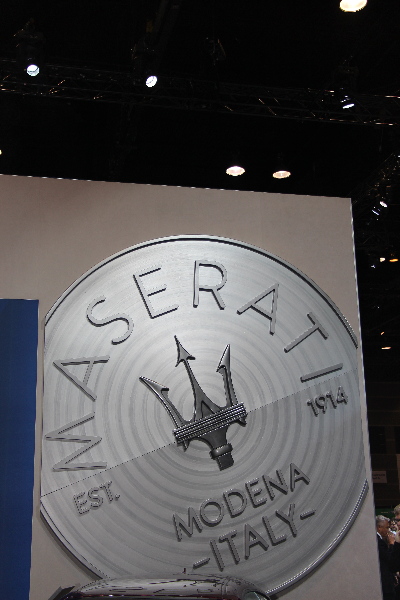 MASERATI
EST. 1914
MODENA
-ITALY-